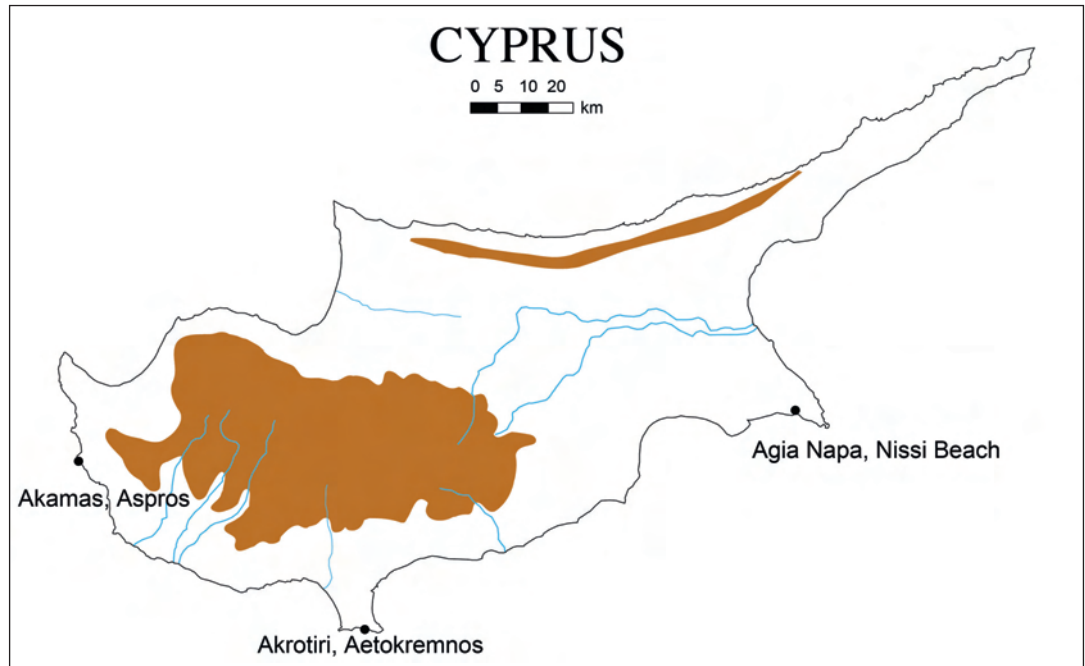 CYPRUS
0 5 10 20
km
Agia Napa, Nissi Beach
Akamas, Aspros
Akrotiri, Aetokremnos